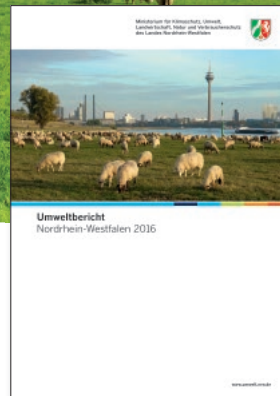 Ministerium für Klimaschutz, Umwelt,
Landwirtschaft, Natur- und Verbraucherschutz
des Landes Nordrhein-Westfalen
Umweltbericht
Nordrhein-Westfalen 2016
www.umwelt.nrw.de